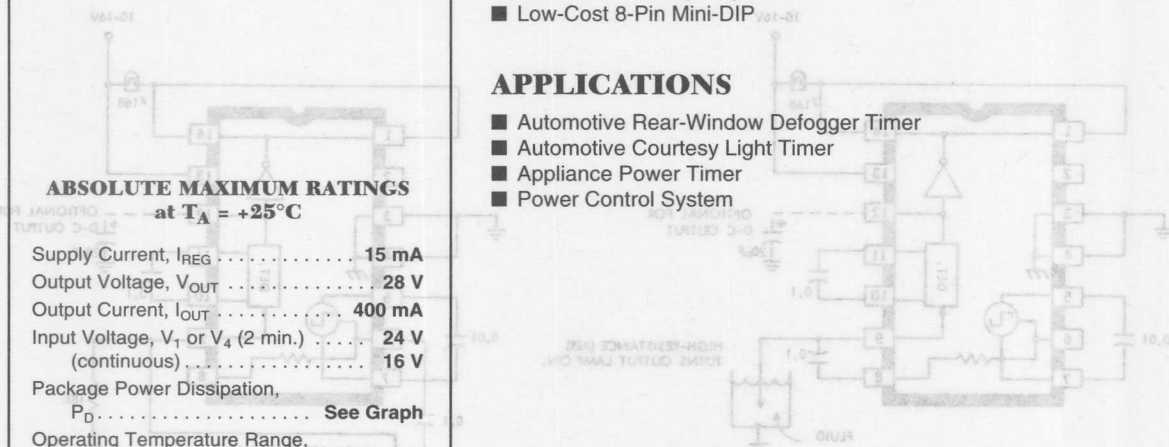 ■ Low-Cost 8-Pin Mini-DIP
APPLICATIONS
■ Automotive Rear-Window Defogger Timer
■ Automotive Courtesy Light Timer
■ Appliance Power Timer
■ Power Control System
ABSOLUTE MAXIMUM RATINGS
at T_A = +25°C
Supply Current, I_REG . . . . . . . . . . . . . 15 mA
Output Voltage, V_OUT . . . . . . . . . . . . . 28 V
Output Current, I_OUT . . . . . . . . . . . . 400 mA
Input Voltage, V_1 or V_4 (2 min.) . . . . . 24 V
(continuous) . . . . . . . . . . . . . . . . 16 V
Package Power Dissipation,
P_D . . . . . . . . . . . . . . . . . . . See Graph
Operating Temperature Range,